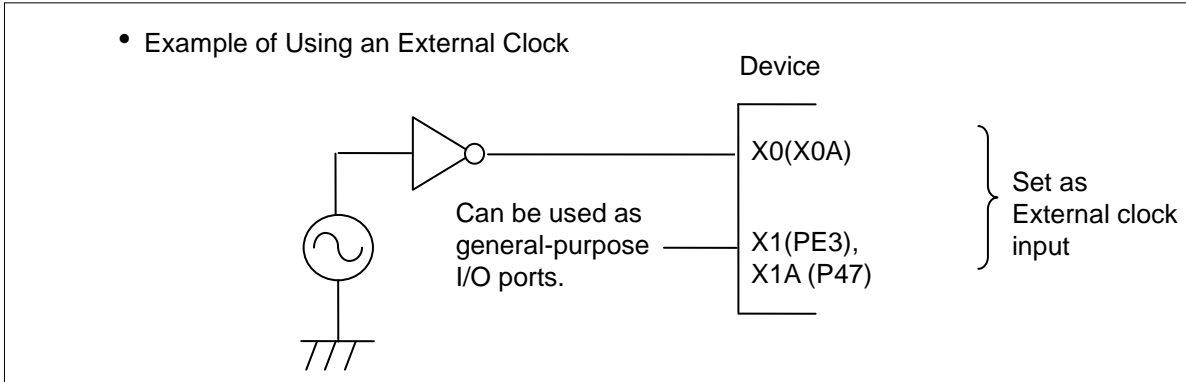 • Example of Using an External Clock
Device
X0(X0A)
Can be used as
general-purpose
I/O ports.
X1(PE3),
X1A (P47)
Set as
External clock
input